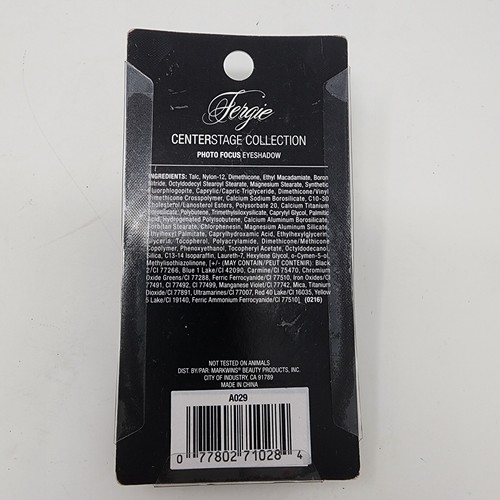 Fergie
CENTERSTAGE COLLECTION
PHOTO FOCUS EYESHADOW
INGREDIENTS: Talc, Nylon-12, Dimethicone, Ethyl Macadamiate, Boron
Nitride, Octyldodecyl Stearoyl Stearate, Magnesium Stearate, Synthetic
Fluorphlogopite, Caprylic/Capric Triglyceride, Dimethicone/Vinyl
Dimethicone Crosspolymer, Calcium Sodium Borosilicate, C10-30
Cholesterol/Lanosterol Esters, Polysorbate 20, Calcium Titanium
Borosilicate, Polybutene, Trimethylsiloxysilicate, Caprylyl Glycol, Palmitic
Acid, Hydrogenated Polyisobutene, Calcium Aluminum Borosilicate,
Sorbitan Stearate, Chlorphenesin, Magnesium Aluminum Silicate,
Ethylhexyl Palmitate, Caprylhydroxamic Acid, Ethylhexylglycerin,
Glycerin, Tocopherol, Polyacrylamide, Dimethicone/Methicone
Copolymer, Phenoxyethanol, Tocopheryl Acetate, Octyldodecanol,
Silica, C13-14 Isoparaffin, Laureth-7, Hexylene Glycol, o-Cymen-5-ol,
Methylisothiazolinone, [+/- (MAY CONTAIN/PEUT CONTENIR): Black
2/CI 77266, Blue 1 Lake/CI 42090, Carmine/CI 75470, Chromium
Oxide Greens/CI 77288, Ferric Ferrocyanide/CI 77510, Iron Oxides/CI
77491, CI 77492, CI 77499, Manganese Violet/CI 77742, Mica, Titanium
Dioxide/CI 77891, Ultramarines/CI 77007, Red 40 Lake/CI 16035, Yellow
5 Lake/CI 19140, Ferric Ammonium Ferrocyanide/CI 77510]. (0216)
NOT TESTED ON ANIMALS
DIST. BY/PAR: MARKWINS® BEAUTY PRODUCTS, INC.
CITY OF INDUSTRY, CA 91789
MADE IN CHINA
A029
0 77802 71028 4